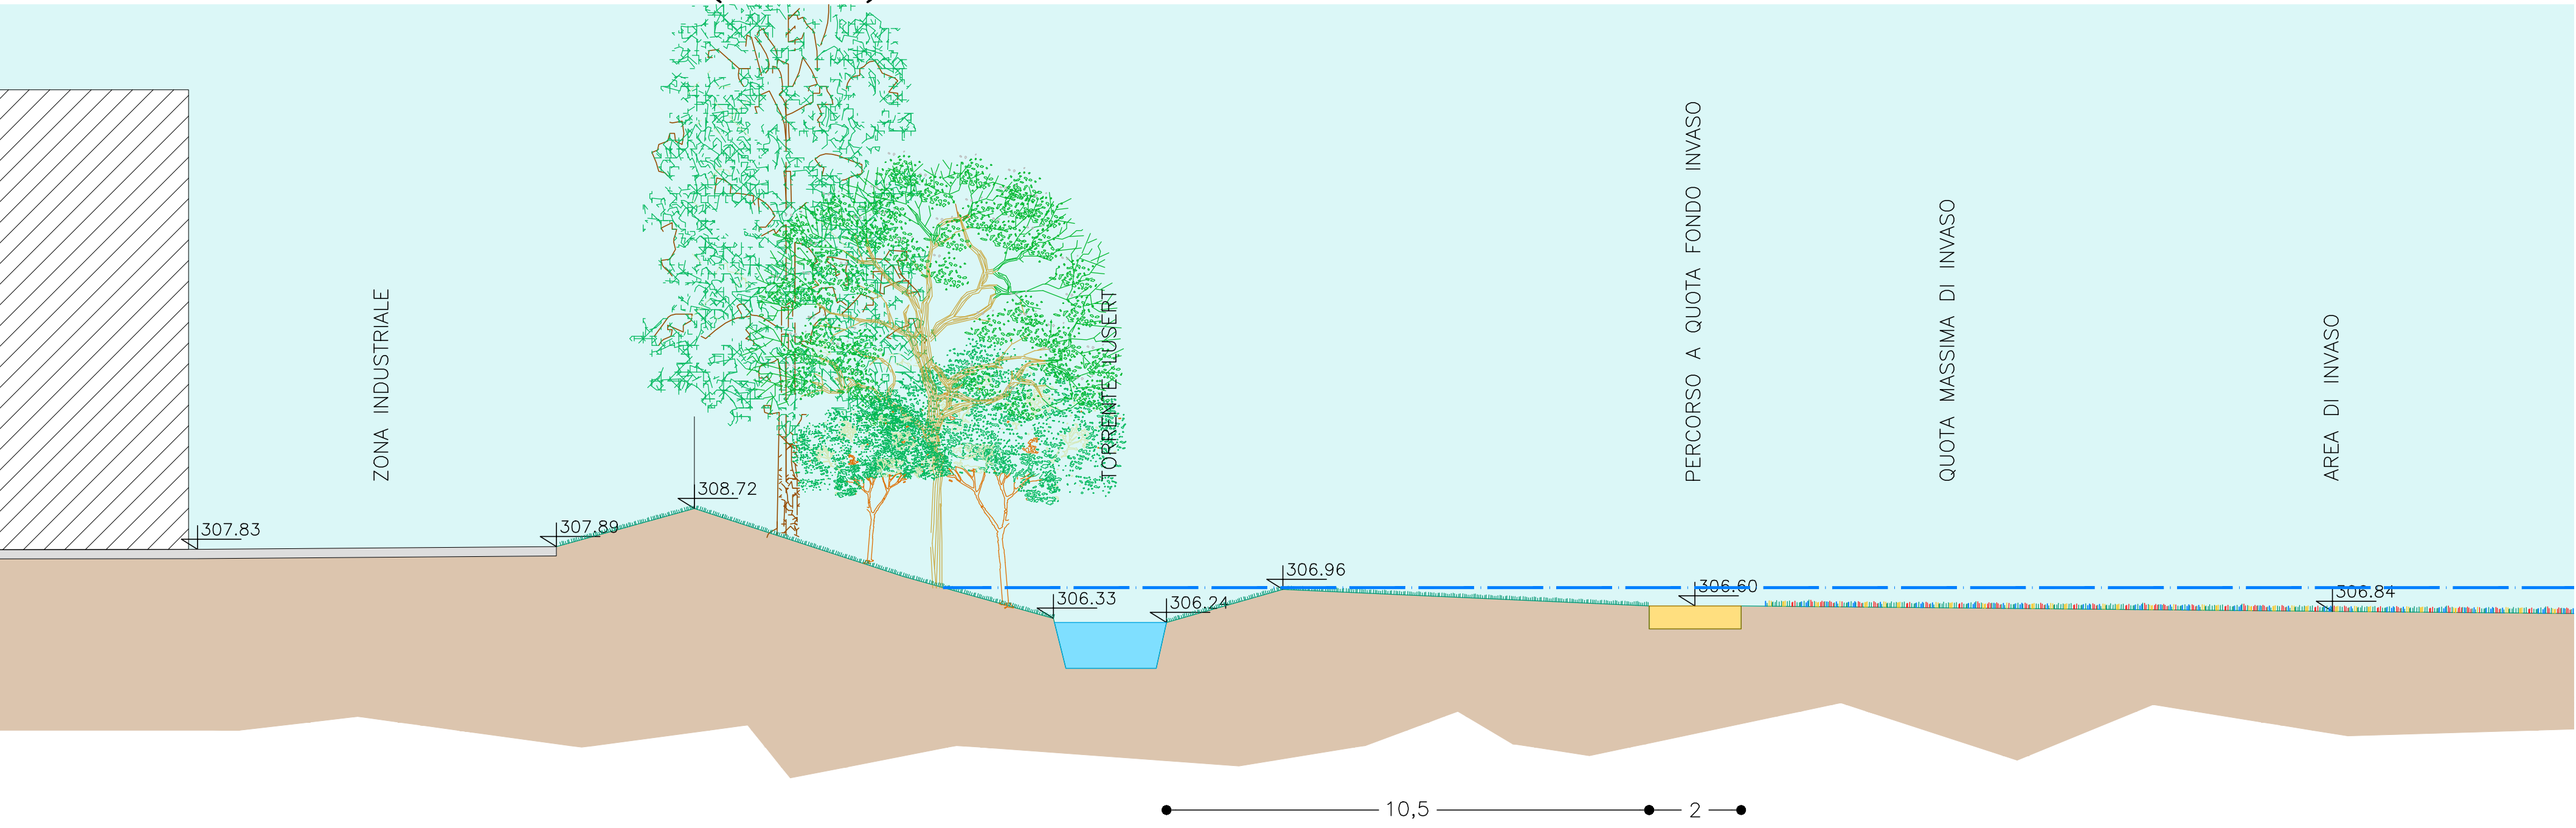 ZONA INDUSTRIALE
TORRENTE LUSERT
PERCORSO A QUOTA FONDO INVASO
QUOTA MASSIMA DI INVASO
AREA DI INVASO
307.83
307.89
308.72
306.33
306.24
306.96
306.60
306.84
10,5
2